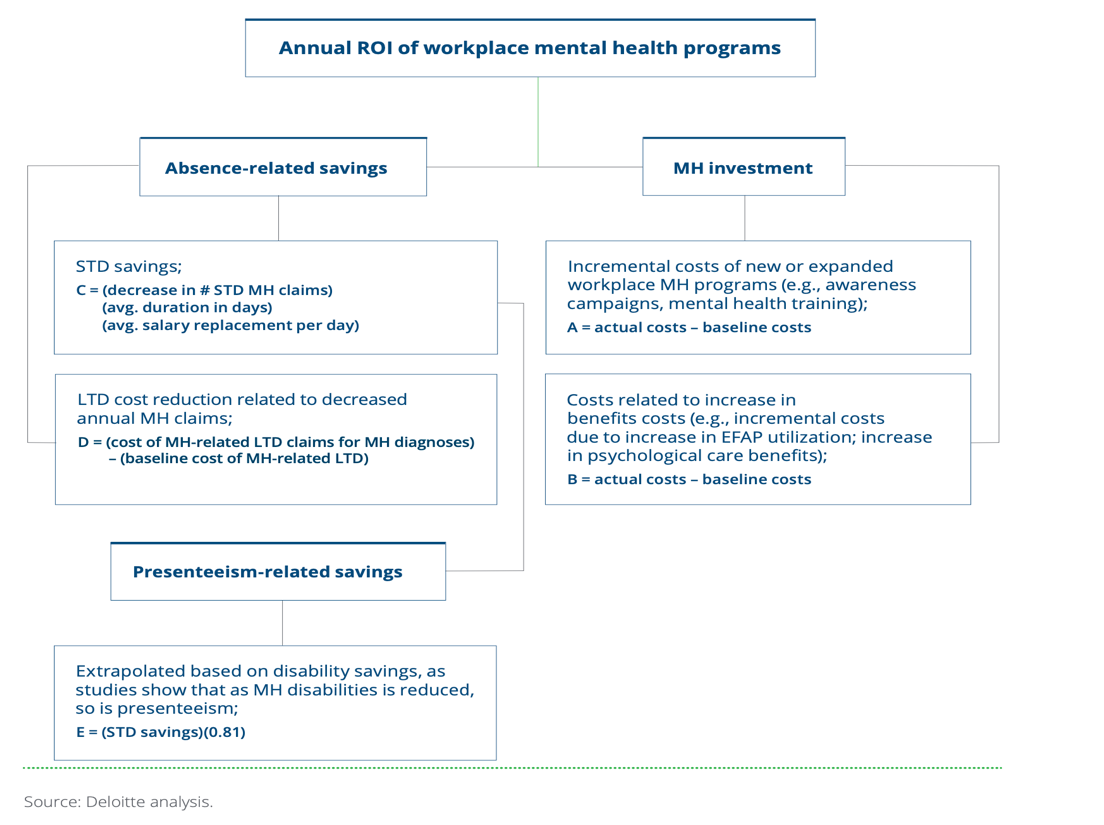 Annual ROI of workplace mental health programs
Absence-related savings
MH investment
STD savings;
C = (decrease in # STD MH claims)
(avg. duration in days)
(avg. salary replacement per day)
Incremental costs of new or expanded
workplace MH programs (e.g., awareness
campaigns, mental health training);
A = actual costs – baseline costs
LTD cost reduction related to decreased
annual MH claims;
D = (cost of MH-related LTD claims for MH diagnoses)
– (baseline cost of MH-related LTD)
Costs related to increase in
benefits costs (e.g., incremental costs
due to increase in EFAP utilization; increase
in psychological care benefits);
B = actual costs – baseline costs
Presenteeism-related savings
Extrapolated based on disability savings, as
studies show that as MH disabilities is reduced,
so is presenteeism;
E = (STD savings)(0.81)
Source: Deloitte analysis.